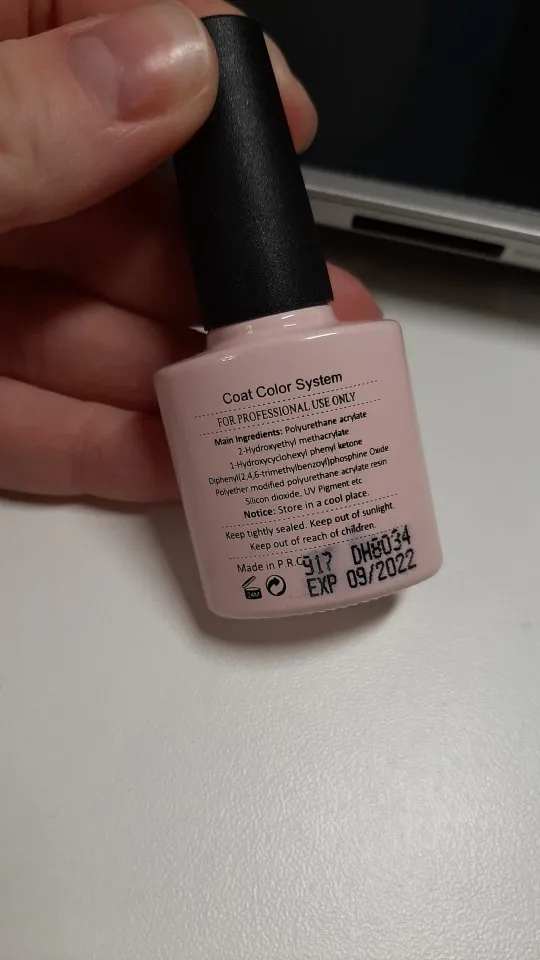 Coat Color System
FOR PROFESSIONAL USE ONLY
Main Ingredients: Polyurethane acrylate
2-Hydroxyethyl methacrylate
1-Hydroxycyclohexyl phenyl ketone
Diphenyl(2,4,6-trimethylbenzoyl)phosphine Oxide
Polyether modified polyurethane acrylate resin
Silicon dioxide, UV Pigment etc
Notice: Store in a cool place.
Keep tightly sealed. Keep out of sunlight.
Keep out of reach of children.
Made in P.R.C
917 DH8034
EXP 09/2022
24M